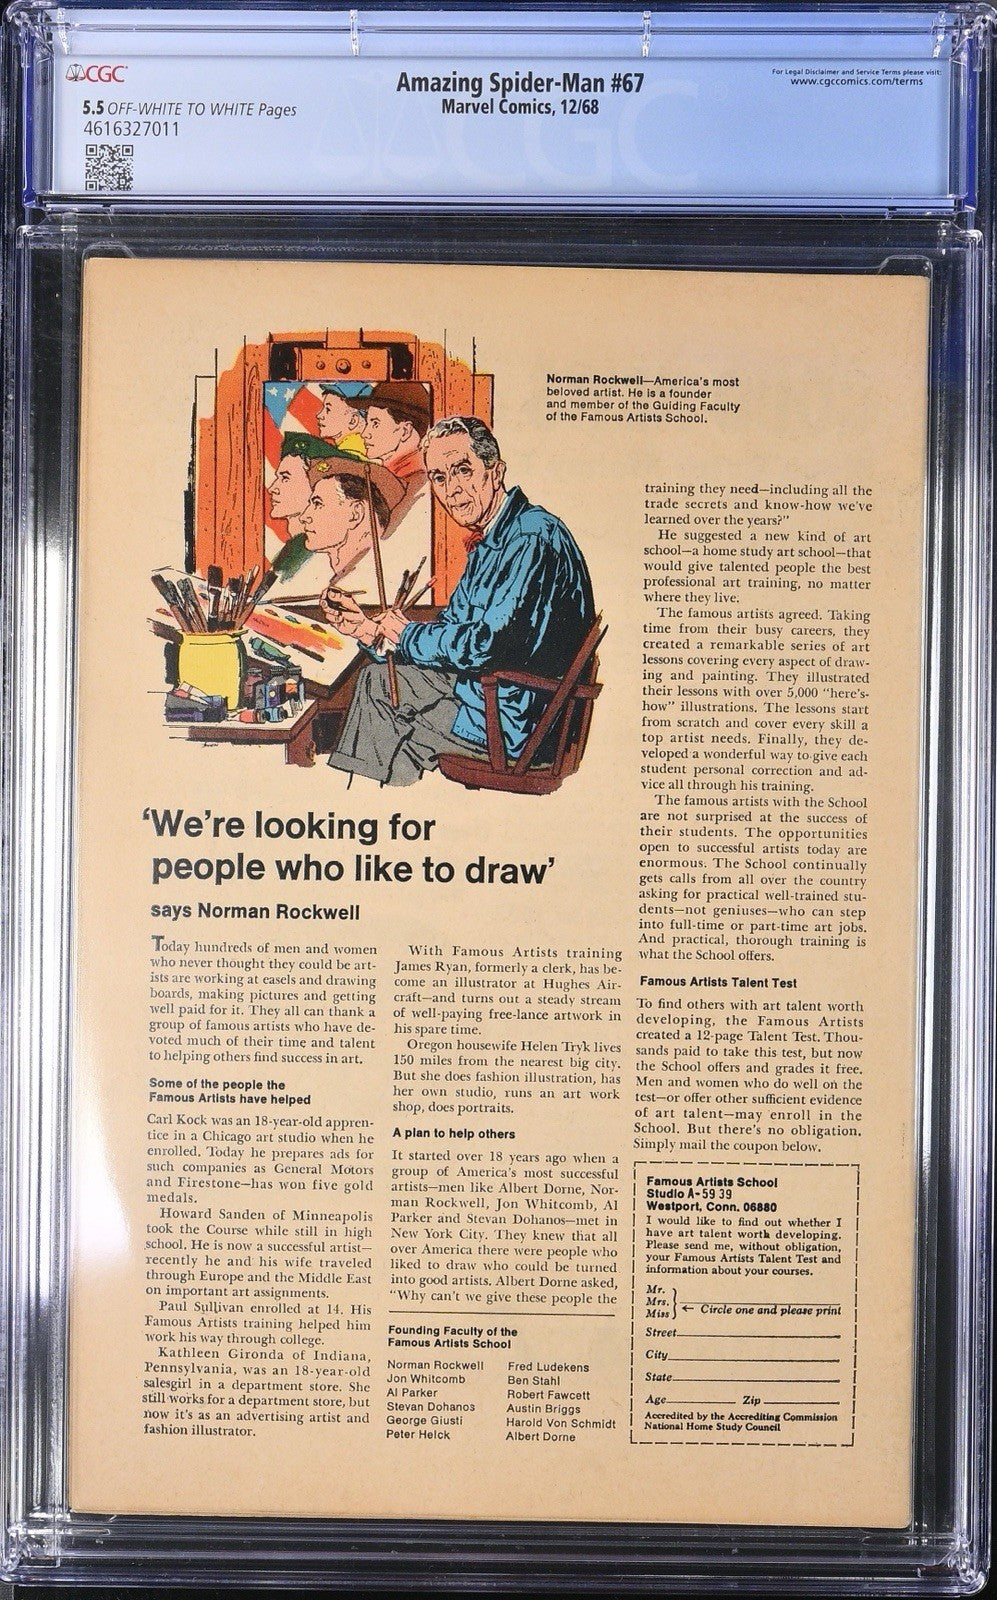 CGC
Amazing Spider-Man #67
Marvel Comics, 12/68
For Legal Disclaimer and Service Terms please visit:
www.cgccomics.com/terms
5.5 OFF-WHITE TO WHITE Pages
4616327011
CGC
Norman Rockwell—America's most
beloved artist. He is a founder
and member of the Guiding Faculty
of the Famous Artists School.
'We're looking for
people who like to draw'
says Norman Rockwell
Today hundreds of men and women
who never thought they could be art-
ists are working at easels and drawing
boards, making pictures and getting
well paid for it. They all can thank a
group of famous artists who have de-
voted much of their time and talent
to helping others find success in art.
Some of the people the
Famous Artists have helped
Carl Kock was an 18-year-old appren-
tice in a Chicago art studio when he
enrolled. Today he prepares ads for
such companies as General Motors
and Firestone—has won five gold
medals.
Howard Sanden of Minneapolis
took the Course while still in high
school. He is now a successful artist—
recently he and his wife traveled
through Europe and the Middle East
on important art assignments.
Paul Sullivan enrolled at 14. His
Famous Artists training helped him
work his way through college.
Kathleen Gironda of Indiana,
Pennsylvania, was an 18-year-old
salesgirl in a department store. She
still works for a department store, but
now it's as an advertising artist and
fashion illustrator.
With Famous Artists training
James Ryan, formerly a clerk, has be-
come an illustrator at Hughes Air-
craft—and turns out a steady stream
of well-paying free-lance artwork in
his spare time.
Oregon housewife Helen Tryk lives
150 miles from the nearest big city.
But she does fashion illustration, has
her own studio, runs an art work
shop, does portraits.
A plan to help others
It started over 18 years ago when a
group of America's most successful
artists—men like Albert Dorne, Nor-
man Rockwell, Jon Whitcomb, Al
Parker and Stevan Dohanos—met in
New York City. They knew that all
over America there were people who
liked to draw who could be turned
into good artists. Albert Dorne asked,
"Why can't we give these people the
Founding Faculty of the
Famous Artists School
Norman Rockwell
Jon Whitcomb
Al Parker
Stevan Dohanos
George Giusti
Peter Helck
Fred Ludekens
Ben Stahl
Robert Fawcett
Austin Briggs
Harold Von Schmidt
Albert Dorne
training they need—including all the
trade secrets and know-how we've
learned over the years?"
He suggested a new kind of art
school—a home study art school—that
would give talented people the best
professional art training, no matter
where they live.
The famous artists agreed. Taking
time from their busy careers, they
created a remarkable series of art
lessons covering every aspect of draw-
ing and painting. They illustrated
their lessons with over 5,000 "here's-
how" illustrations. The lessons start
from scratch and cover every skill a
top artist needs. Finally, they de-
veloped a wonderful way to give each
student personal correction and ad-
vice all through his training.
The famous artists with the School
are not surprised at the success of
their students. The opportunities
open to successful artists today are
enormous. The School continually
gets calls from all over the country
asking for practical well-trained stu-
dents—not geniuses—who can step
into full-time or part-time art jobs.
And practical, thorough training is
what the School offers.
Famous Artists Talent Test
To find others with art talent worth
developing, the Famous Artists
created a 12-page Talent Test. Thou-
sands paid to take this test, but now
the School offers and grades it free.
Men and women who do well on the
test—or offer other sufficient evidence
of art talent—may enroll in the
School. But there's no obligation.
Simply mail the coupon below.
Famous Artists School
Studio A-5939
Westport, Conn. 06880
I would like to find out whether I
have art talent worth developing.
Please send me, without obligation,
your Famous Artists Talent Test and
information about your courses.
Mr.
Mrs.
Miss
← Circle one and please print
Street
City
State
Age Zip
Accredited by the Accrediting Commission
National Home Study Council